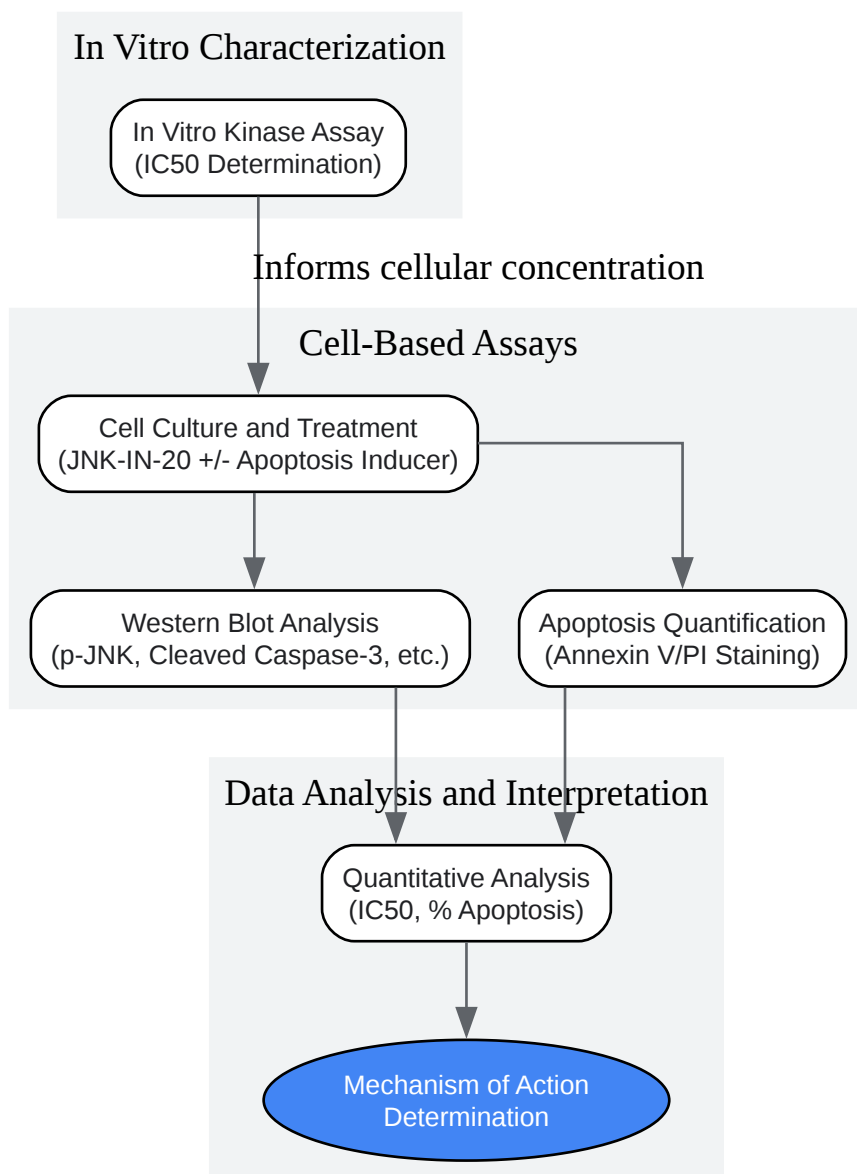 In Vitro Characterization
In Vitro Kinase Assay
(IC50 Determination)
Informs cellular concentration
Cell-Based Assays
Cell Culture and Treatment
(JNK-IN-20 +/- Apoptosis Inducer)
Western Blot Analysis
(p-JNK, Cleaved Caspase-3, etc.)
Apoptosis Quantification
(Annexin V/PI Staining)
Data Analysis and Interpretation
Quantitative Analysis
(IC50, % Apoptosis)
Mechanism of Action
Determination